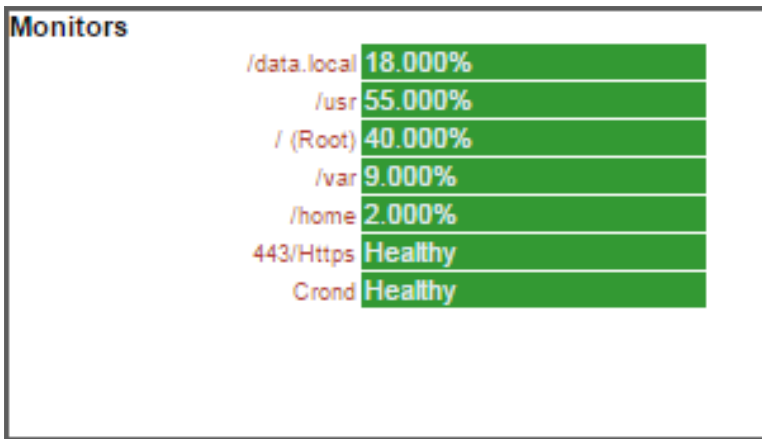 Monitors
/data.local 18.000%
/usr 55.000%
/ (Root) 40.000%
/var 9.000%
/home 2.000%
443/Https Healthy
Crond Healthy